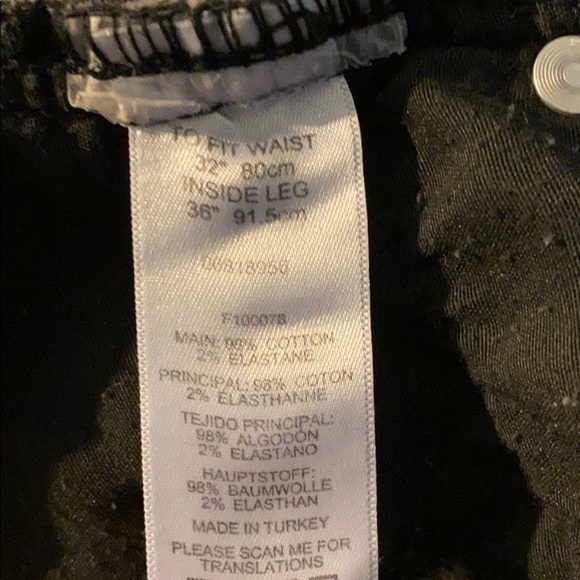 TO FIT WAIST
32" 80cm
INSIDE LEG
36" 91.5cm
06818956
F100078
MAIN: 98% COTTON
2% ELASTANE
PRINCIPAL: 98% COTON
2% ELASTHANNE
TEJIDO PRINCIPAL:
98% ALGODÓN
2% ELASTANO
HAUPTSTOFF:
98% BAUMWOLLE
2% ELASTHAN
MADE IN TURKEY
PLEASE SCAN ME FOR
TRANSLATIONS